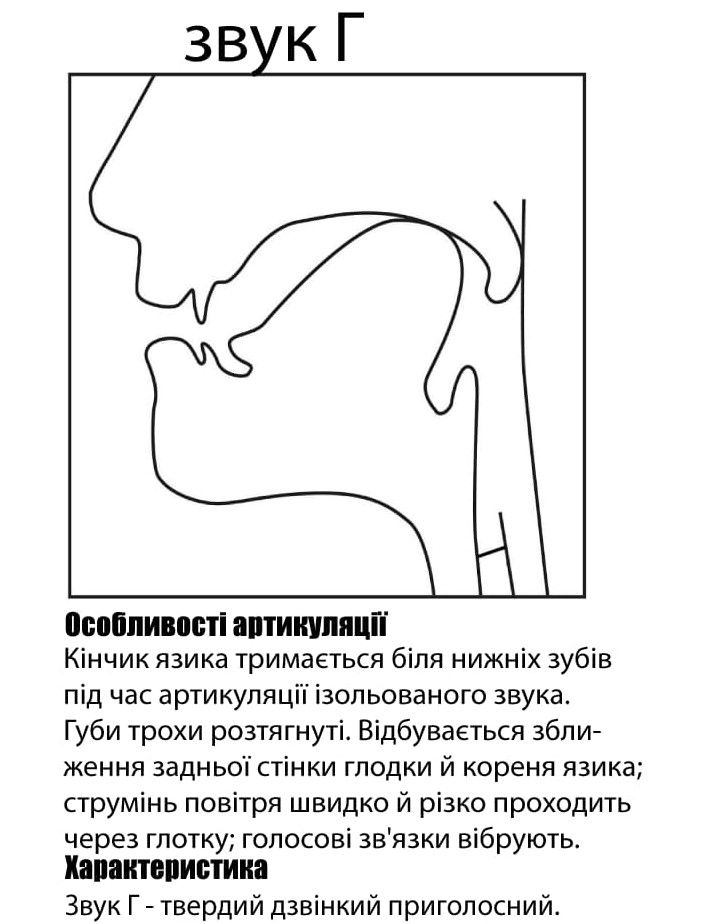 звук Г
Особливості артикуляції
Кінчик язика тримається біля нижніх зубів
під час артикуляції ізольованого звука.
Губи трохи розтягнуті. Відбувається збли-
ження задньої стінки глодки й кореня язика;
струмінь повітря швидко й різко проходить
через глотку; голосові зв'язки вібрують.
Характеристика
Звук Г - твердий дзвінкий приголосний.